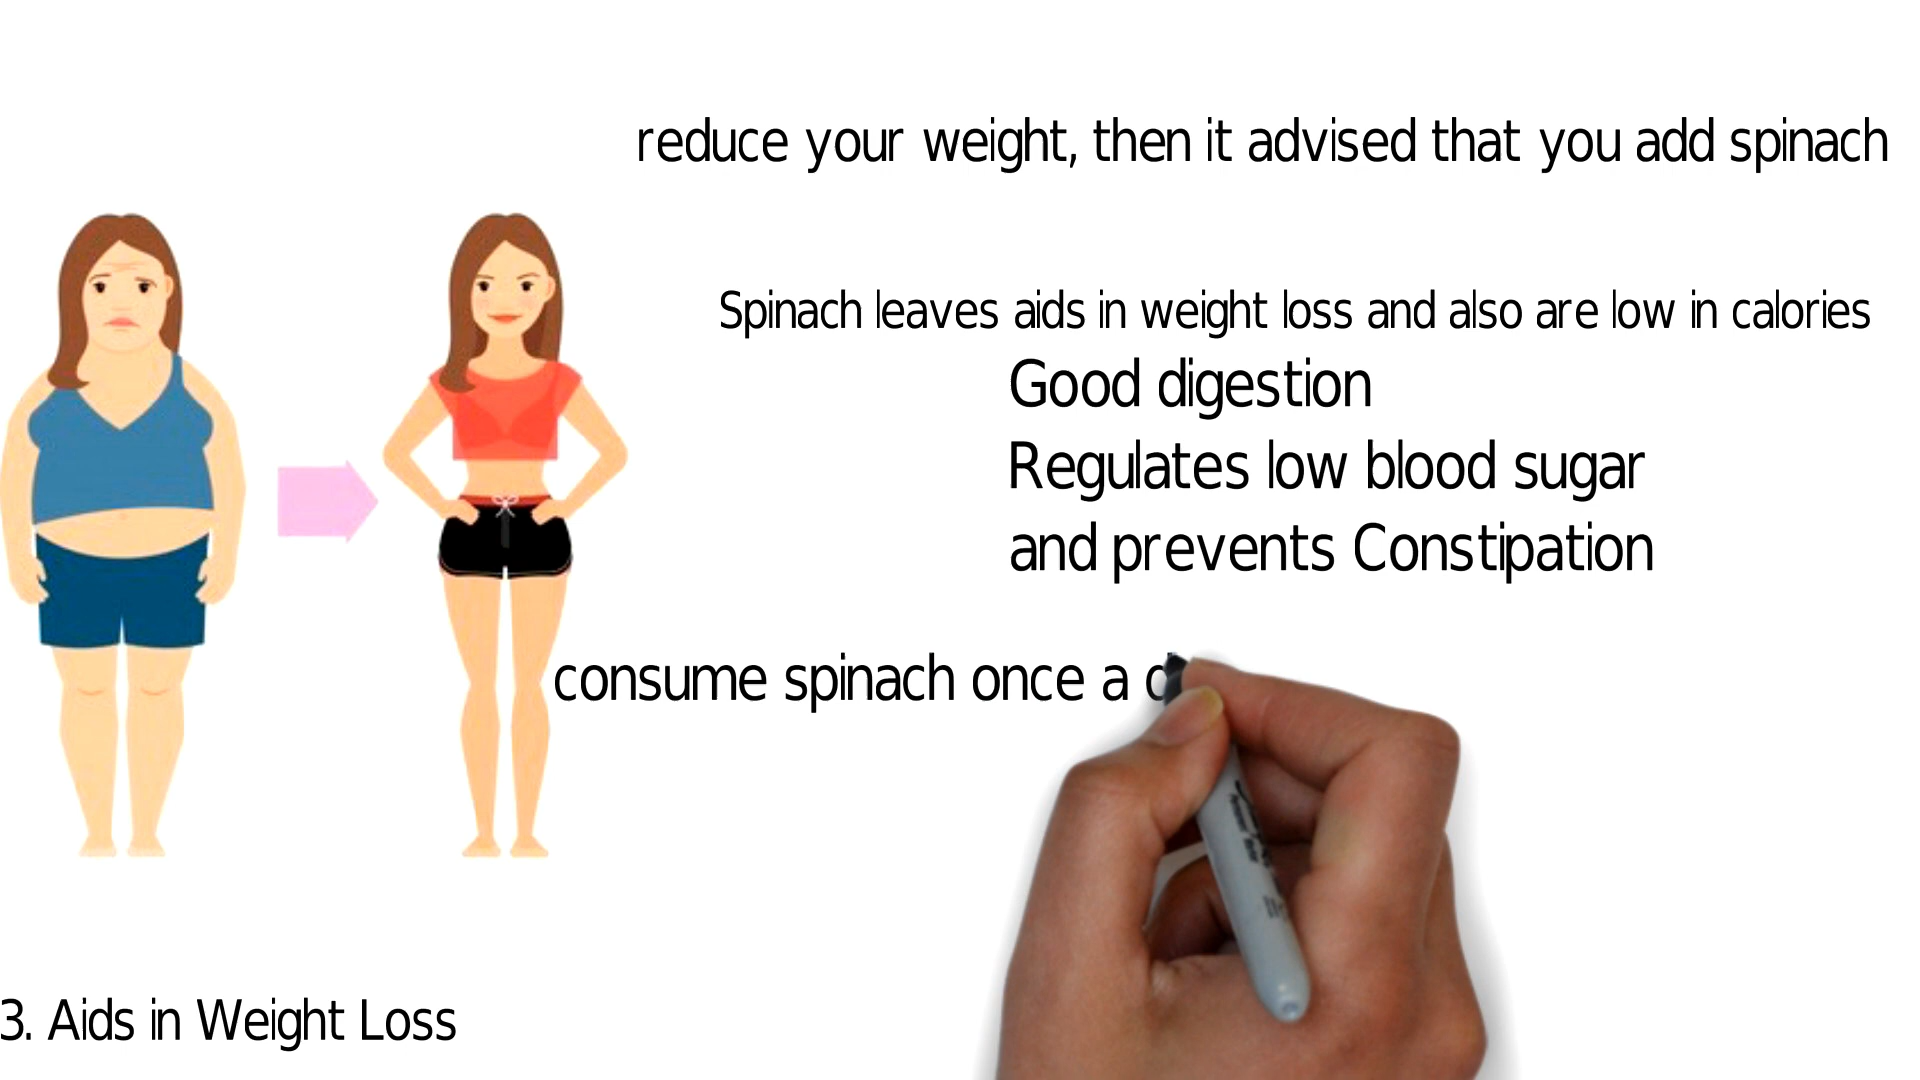 reduce your weight, then it advised that you add spinach
Spinach leaves aids in weight loss and also are low in calories
Good digestion
Regulates low blood sugar
and prevents Constipation
consume spinach once a
3. Aids in Weight Loss